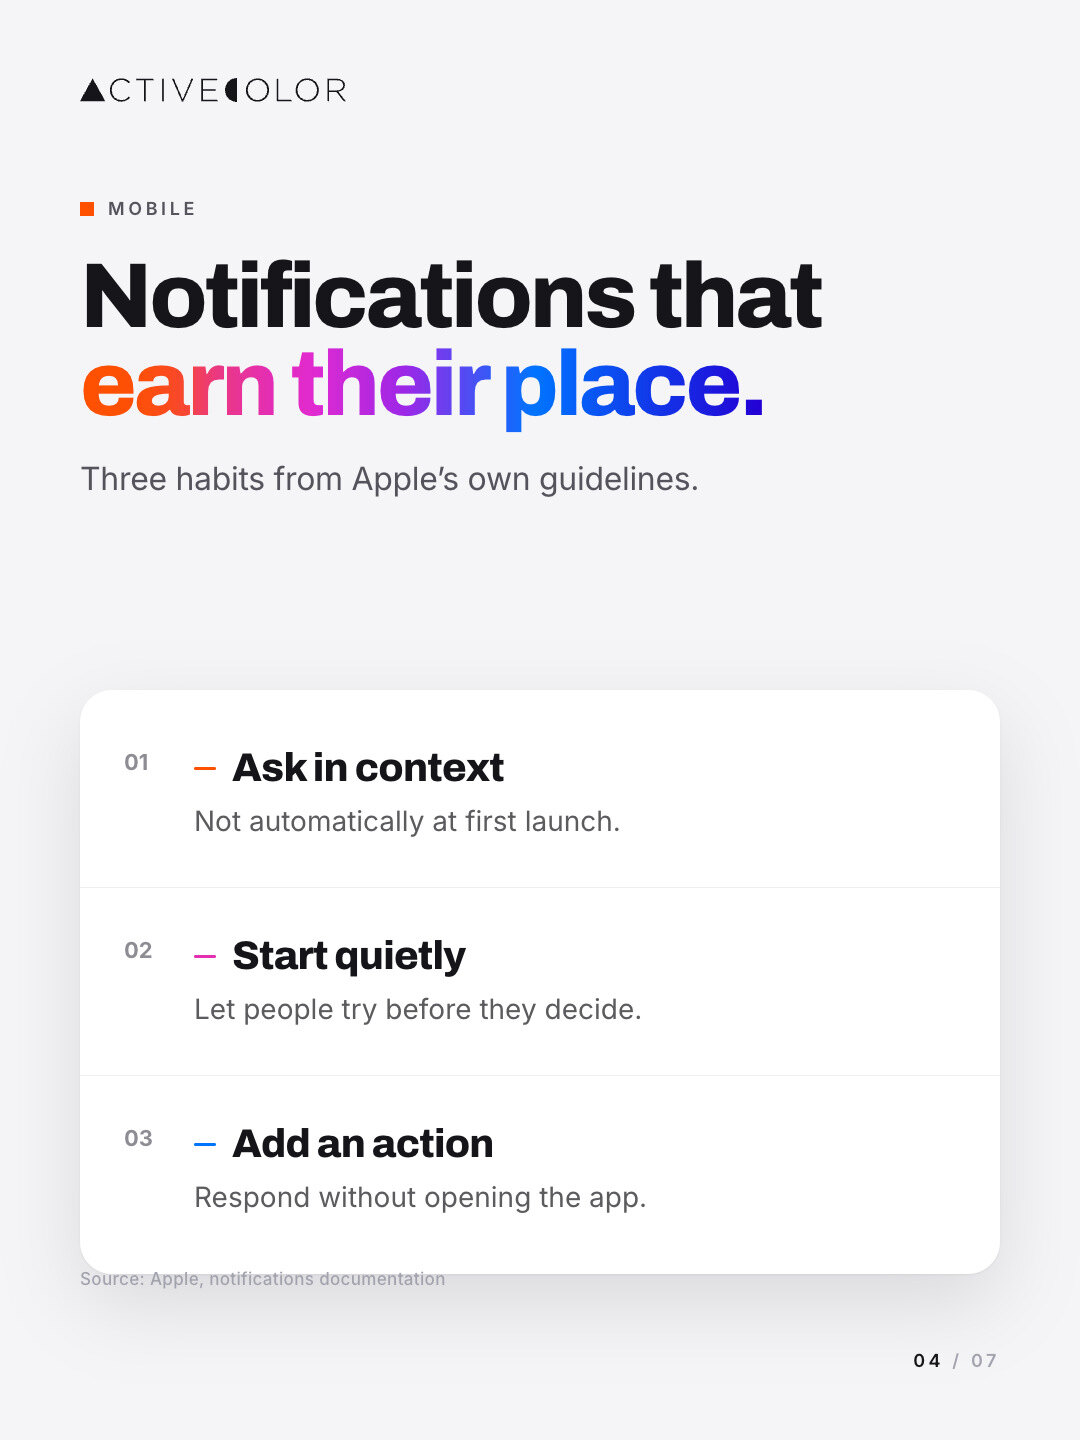 ACTIVECOLOR
MOBILE
Notifications that
earn their place.
Three habits from Apple’s own guidelines.
01 — Ask in context
Not automatically at first launch.
02 — Start quietly
Let people try before they decide.
03 — Add an action
Respond without opening the app.
Source: Apple, notifications documentation
04 / 07